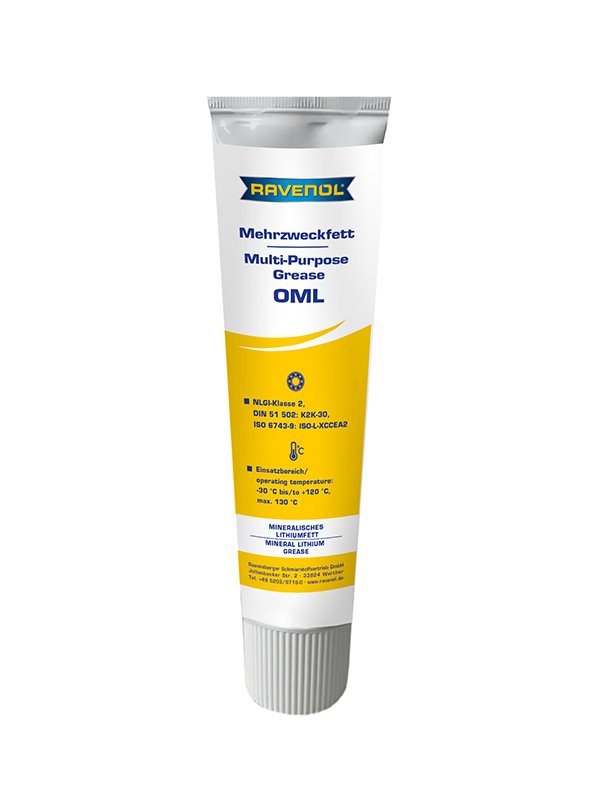 RAVENOL®
Mehrzweckfett
Multi-Purpose
Grease
OML
NLGI-Klasse 2,
DIN 51 502: K2K-30,
ISO 6743-9: ISO-L-XCCEA2
°C
Einsatzbereich/
operating temperature:
-30 °C bis/to +120 °C,
max. 130 °C
MINERALISCHES
LITHIUMFETT
MINERAL LITHIUM
GREASE
Ravensberger Schmierstoffvertrieb GmbH
Jöllenbecker Str. 2 · 33824 Werther
Tel. +49 5203/9719-0 · www.ravenol.de